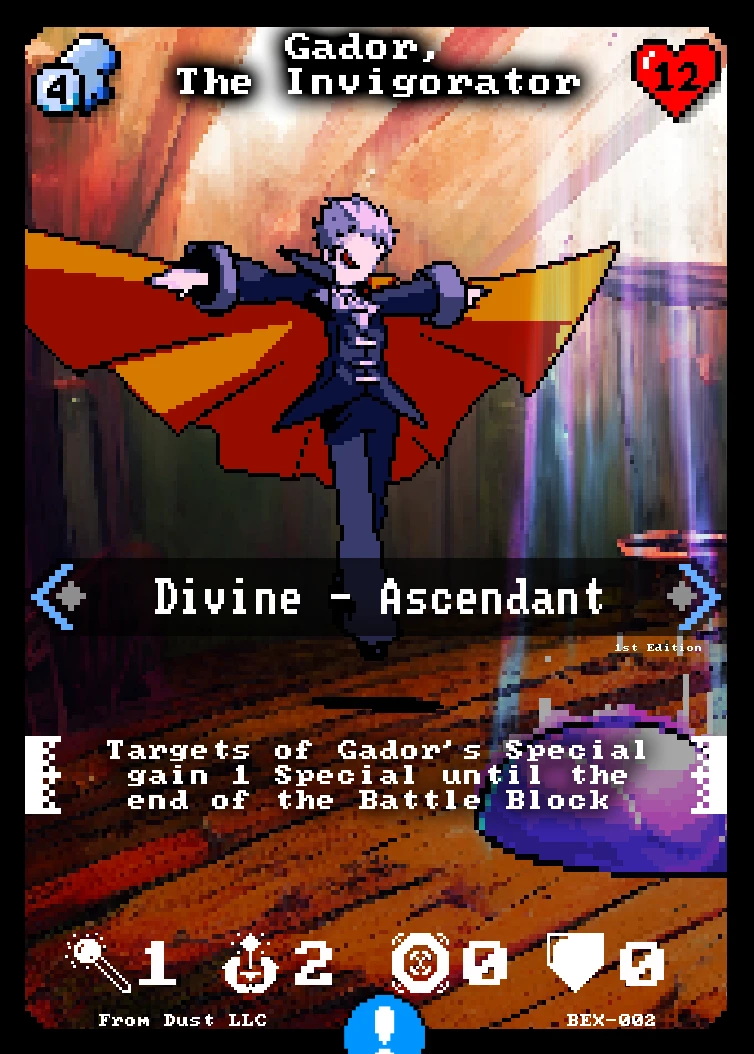 Gador,
The Invigorator
4
12
Divine - Ascendant
1st Edition
Targets of Gador's Special
gain 1 Special until the
end of the Battle Block
1 2 0 0
From Dust LLC
BEX-002
!